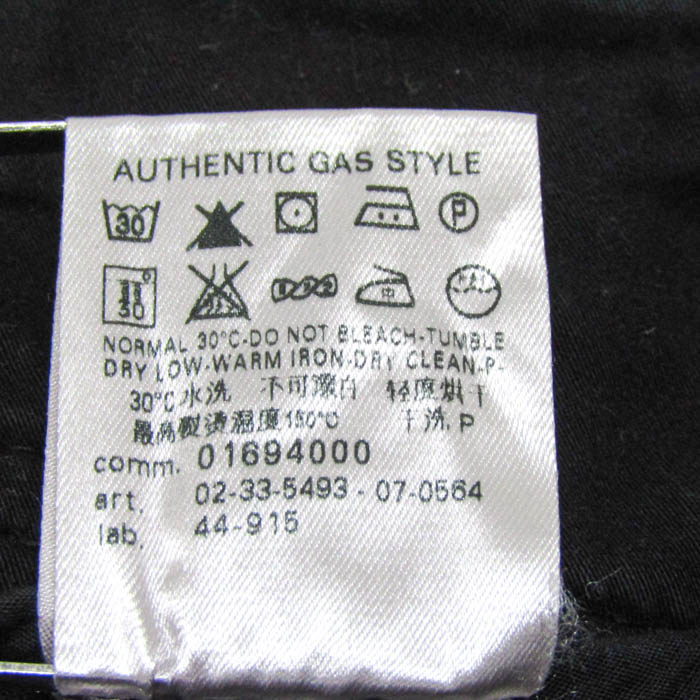 AUTHENTIC GAS STYLE
30 P
30
NORMAL 30°C-DO NOT BLEACH-TUMBLE
DRY LOW-WARM IRON-DRY CLEAN-P-
30°C水洗 不可漂白 轻度烘干
最高熨烫温度150°C 干洗.P
comm. 01694000
art. 02-33-5493 - 07-0564
lab. 44-915